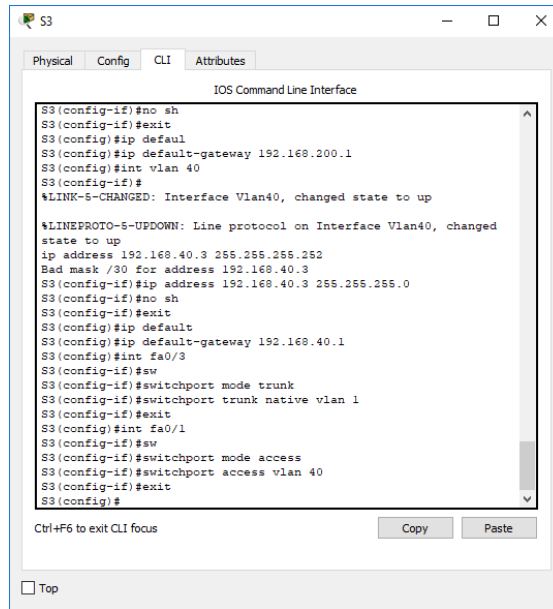 S3
Physical Config CLI Attributes
IOS Command Line Interface
S3(config-if)#no sh
S3(config-if)#exit
S3(config)#ip defaul
S3(config)#ip default-gateway 192.168.200.1
S3(config)#int vlan 40
S3(config-if)#
%LINK-5-CHANGED: Interface Vlan40, changed state to up
%LINEPROTO-5-UPDOWN: Line protocol on Interface Vlan40, changed
state to up
ip address 192.168.40.3 255.255.255.252
Bad mask /30 for address 192.168.40.3
S3(config-if)#ip address 192.168.40.3 255.255.255.0
S3(config-if)#no sh
S3(config-if)#exit
S3(config)#ip default
S3(config)#ip default-gateway 192.168.40.1
S3(config)#int fa0/3
S3(config-if)#sw
S3(config-if)#switchport mode trunk
S3(config-if)#switchport trunk native vlan 1
S3(config-if)#exit
S3(config)#int fa0/1
S3(config-if)#sw
S3(config-if)#switchport mode access
S3(config-if)#switchport access vlan 40
S3(config-if)#exit
S3(config)#
Ctrl+F6 to exit CLI focus Copy Paste
Top